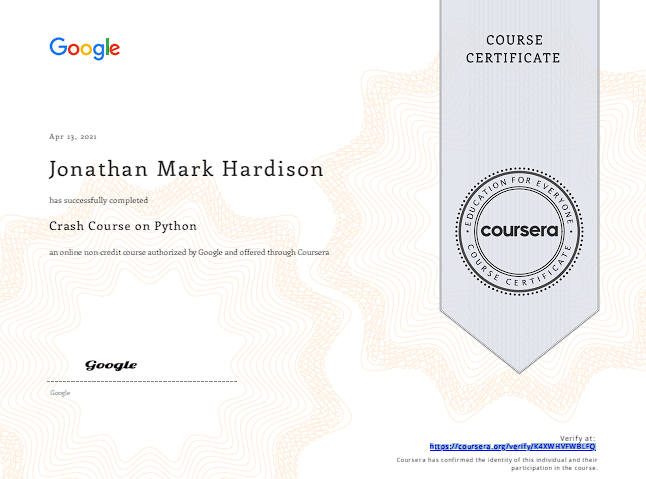 Google
COURSE
CERTIFICATE
Apr 13, 2021
Jonathan Mark Hardison
has successfully completed
Crash Course on Python
an online non-credit course authorized by Google and offered through Coursera
EDUCATION FOR EVERYONE
coursera
COURSE CERTIFICATE
Google
Google
Verify at:
https://coursera.org/verify/K4XWHVFWBLFQ
Coursera has confirmed the identity of this individual and their
participation in the course.